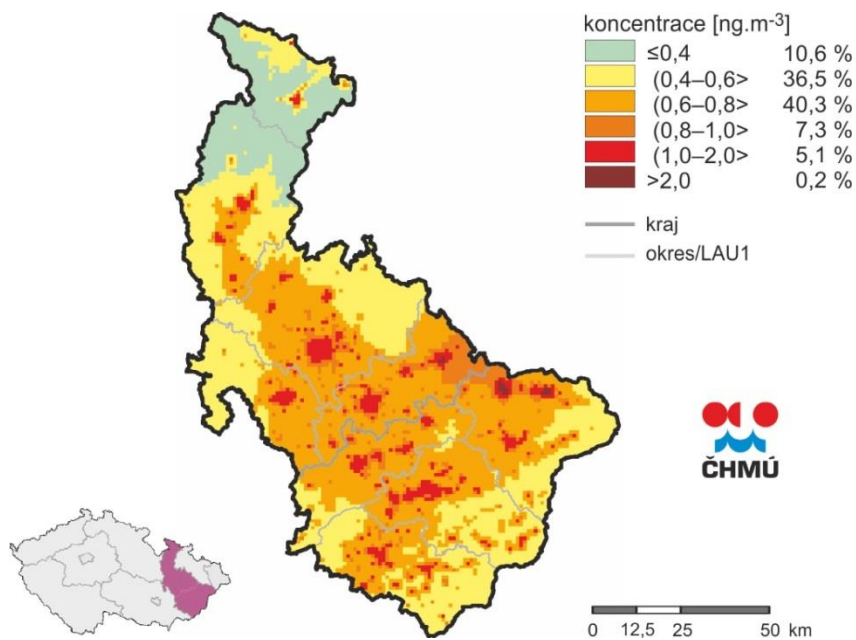 koncentrace [ng.m-3]
≤0,4 10,6 %
(0,4–0,6> 36,5 %
(0,6–0,8> 40,3 %
(0,8–1,0> 7,3 %
(1,0–2,0> 5,1 %
>2,0 0,2 %
kraj
okres/LAU1
ČHMÚ
0 12,5 25 50 km